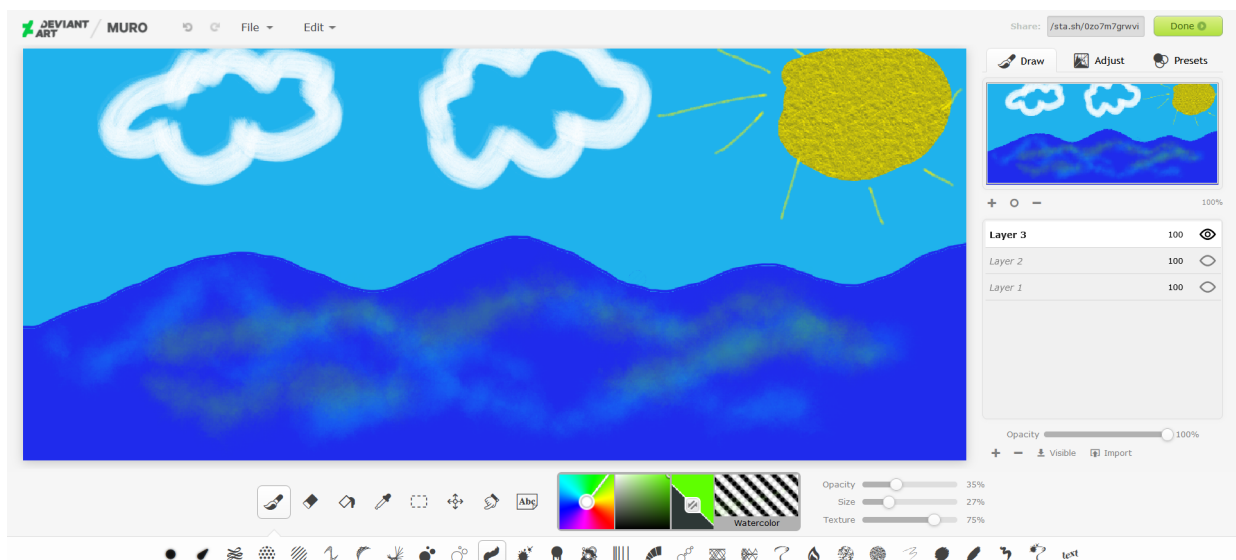 DEVIANT ART / MURO File Edit Share: /sta.sh/0zo7m7grwvi Done
Draw Adjust Presets
+ O − 100%
Layer 3 100
Layer 2 100
Layer 1 100
Opacity 100%
+ − Visible Import
Abc
Watercolor
Opacity 35%
Size 27%
Texture 75%
text